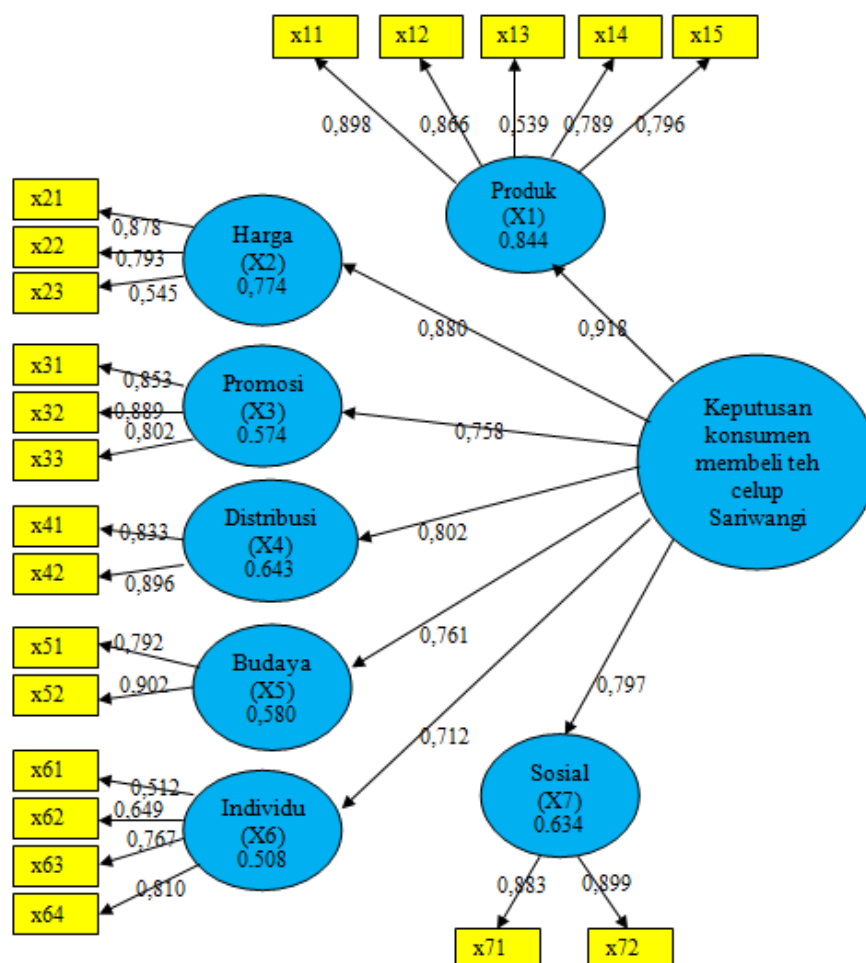 x11
x12
x13
x14
x15
0,898
0,866
0,539
0,789
0,796
Produk
(X1)
0.844
x21
x22
x23
0,878
0,793
0,545
Harga
(X2)
0,774
0,880
0,918
x31
x32
x33
0,853
0,889
0,802
Promosi
(X3)
0.574
0,758
Keputusan
konsumen
membeli teh
celup
Sariwangi
x41
x42
0,833
0,896
Distribusi
(X4)
0.643
0,802
x51
x52
0,792
0.902
Budaya
(X5)
0,580
0,761
0,797
x61
x62
x63
x64
0,512
0.649
0,767
0,810
Individu
(X6)
0.508
0,712
Sosial
(X7)
0.634
0,883
0,899
x71
x72